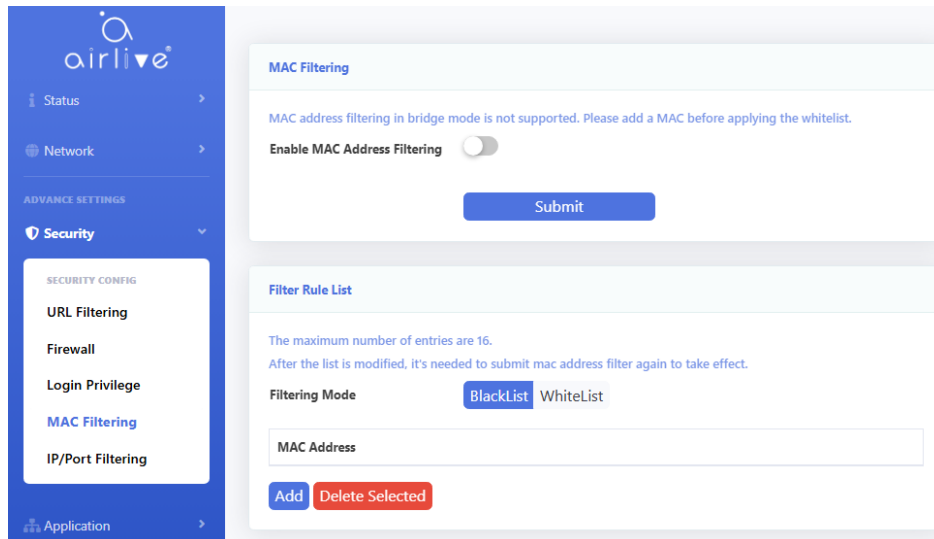 airlive®
Status
Network
ADVANCE SETTINGS
Security
SECURITY CONFIG
URL Filtering
Firewall
Login Privilege
MAC Filtering
IP/Port Filtering
Application
MAC Filtering
MAC address filtering in bridge mode is not supported. Please add a MAC before applying the whitelist.
Enable MAC Address Filtering
Submit
Filter Rule List
The maximum number of entries are 16.
After the list is modified, it's needed to submit mac address filter again to take effect.
Filtering Mode BlackList WhiteList
MAC Address
Add Delete Selected